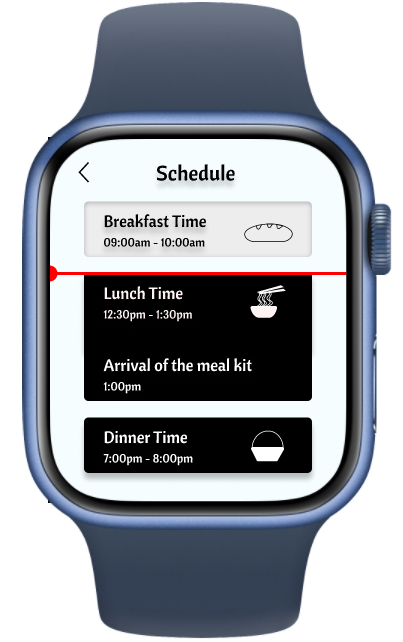 Schedule
Breakfast Time
09:00am - 10:00am
Lunch Time
12:30pm - 1:30pm
Arrival of the meal kit
1:00pm
Dinner Time
7:00pm - 8:00pm